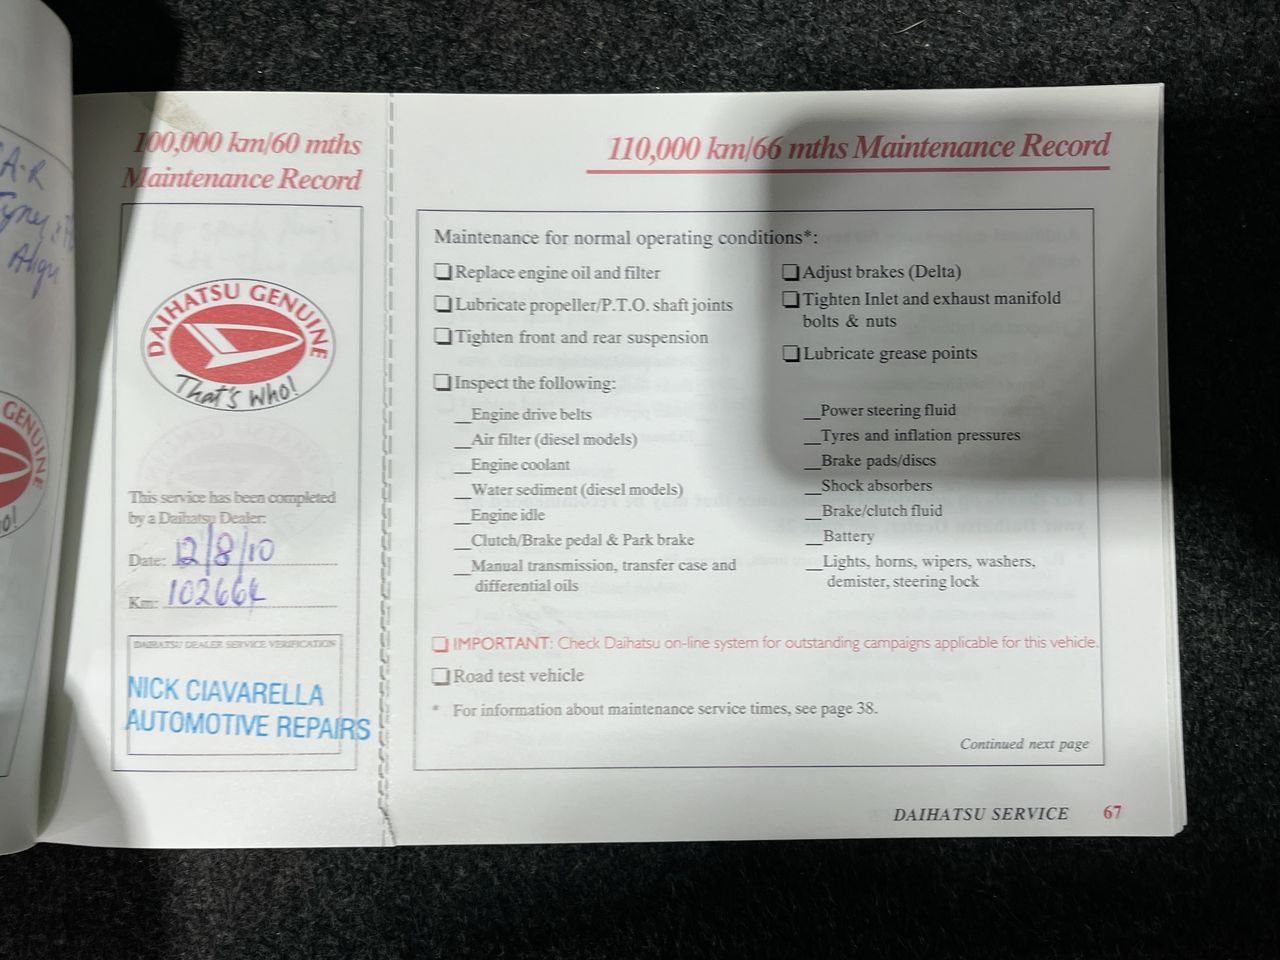 A-R
Align
GENUINE
100,000 km/60 mths
Maintenance Record
DAIHATSU GENUINE
That's Who!
This service has been completed
by a Daihatsu Dealer:
Date: 12/8/10
Km: 102664
DAIHATSU DEALER SERVICE VERIFICATION
NICK CIAVARELLA
AUTOMOTIVE REPAIRS
110,000 km/66 mths Maintenance Record
Maintenance for normal operating conditions*:
Replace engine oil and filter
Lubricate propeller/P.T.O. shaft joints
Tighten front and rear suspension
Inspect the following:
Engine drive belts
Air filter (diesel models)
Engine coolant
Water sediment (diesel models)
Engine idle
Clutch/Brake pedal & Park brake
Manual transmission, transfer case and
differential oils
Adjust brakes (Delta)
Tighten Inlet and exhaust manifold
bolts & nuts
Lubricate grease points
Power steering fluid
Tyres and inflation pressures
Brake pads/discs
Shock absorbers
Brake/clutch fluid
Battery
Lights, horns, wipers, washers,
demister, steering lock
IMPORTANT: Check Daihatsu on-line system for outstanding campaigns applicable for this vehicle.
Road test vehicle
* For information about maintenance service times, see page 38.
Continued next page
DAIHATSU SERVICE 67